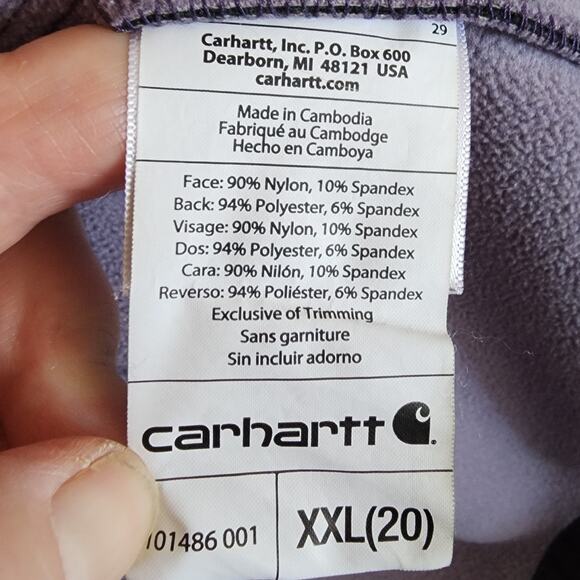 29
Carhartt, Inc. P.O. Box 600
Dearborn, MI 48121 USA
carhartt.com
Made in Cambodia
Fabriqué au Cambodge
Hecho en Camboya
Face: 90% Nylon, 10% Spandex
Back: 94% Polyester, 6% Spandex
Visage: 90% Nylon, 10% Spandex
Dos: 94% Polyester, 6% Spandex
Cara: 90% Nilón, 10% Spandex
Reverso: 94% Poliéster, 6% Spandex
Exclusive of Trimming
Sans garniture
Sin incluir adorno
carhartt
101486 001
XXL(20)